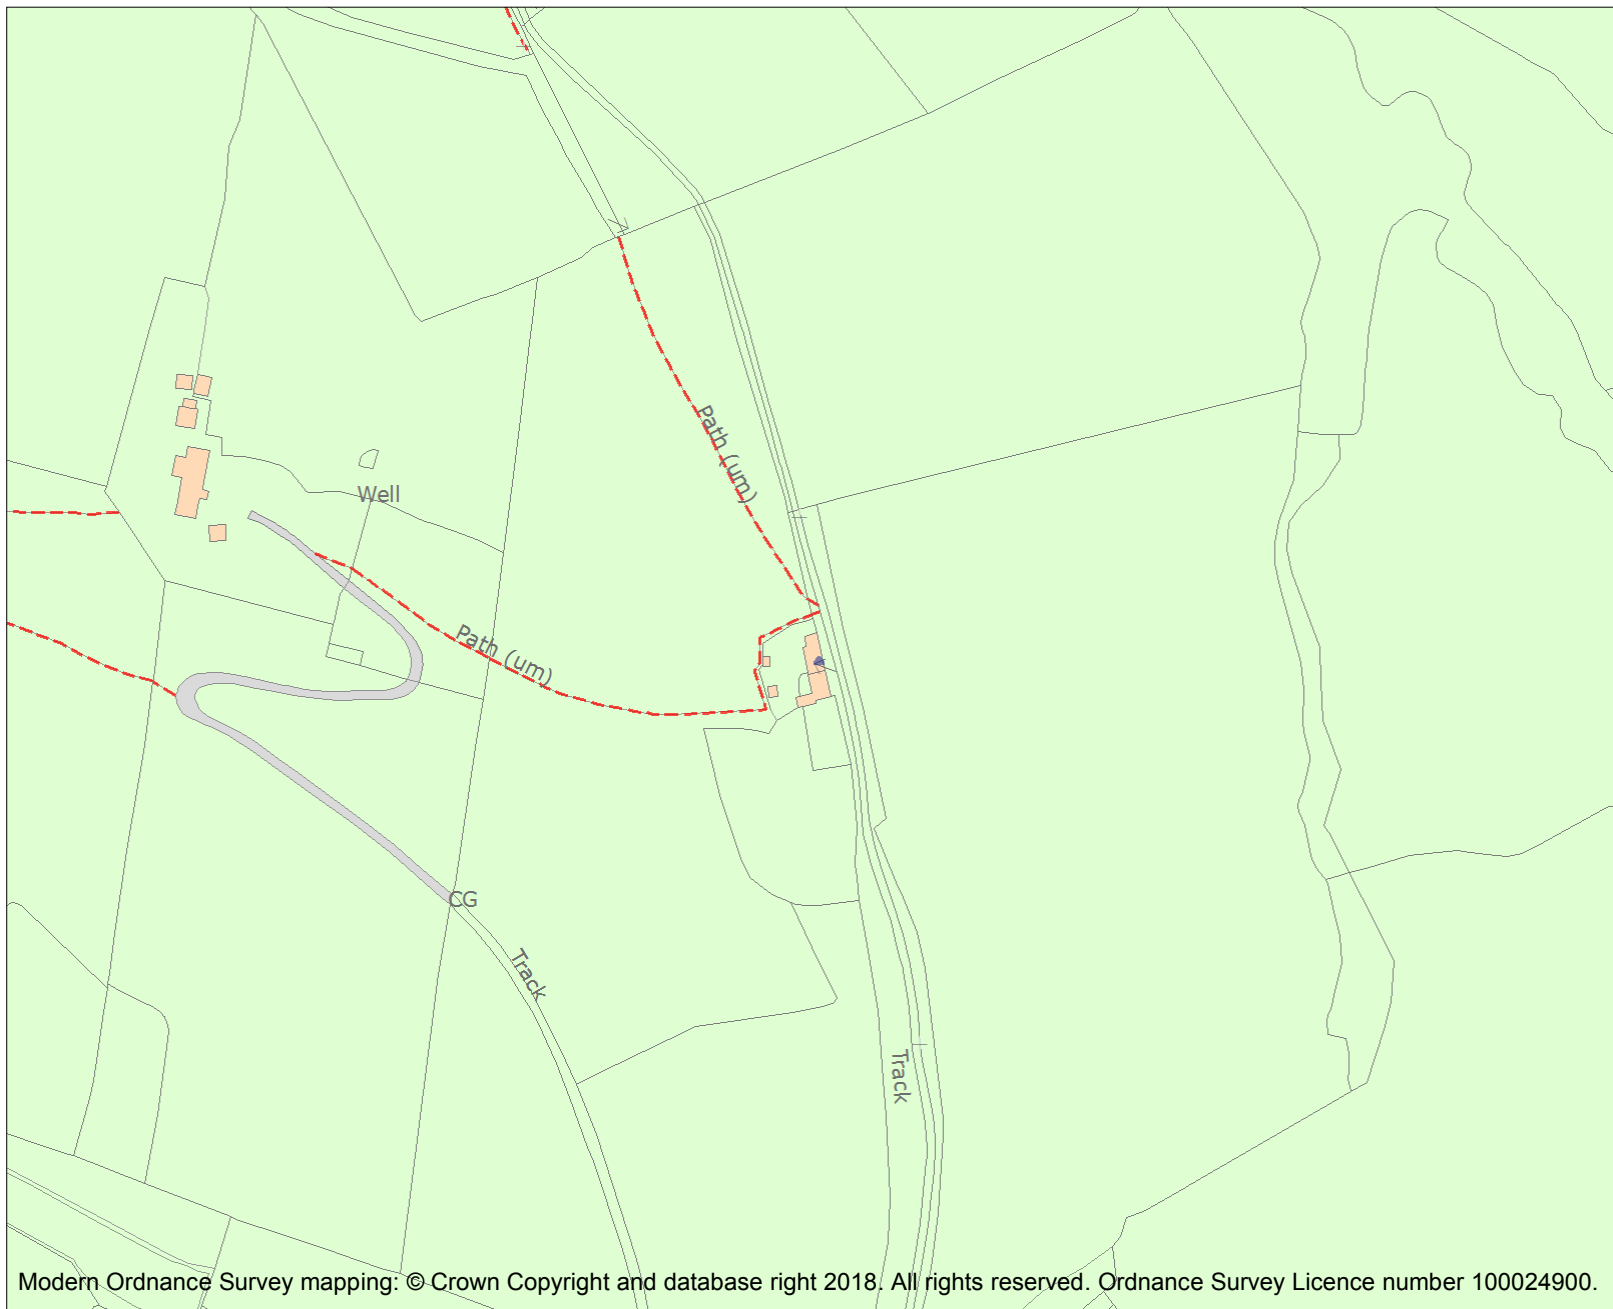 Path (um)
Well
Path (um)
CG
Track
Track
Modern Ordnance Survey mapping: © Crown Copyright and database right 2018. All rights reserved. Ordnance Survey Licence number 100024900.